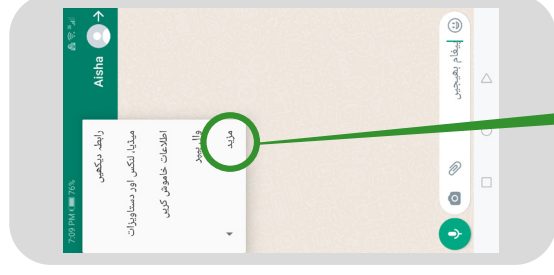 7:09 PM 76%
Aisha
رابطہ دیکھیں
میڈیا، لنکس اور دستاویزات
اطلاعات خاموش کریں
وال پیپر
مزید
پیغام بھیجیں